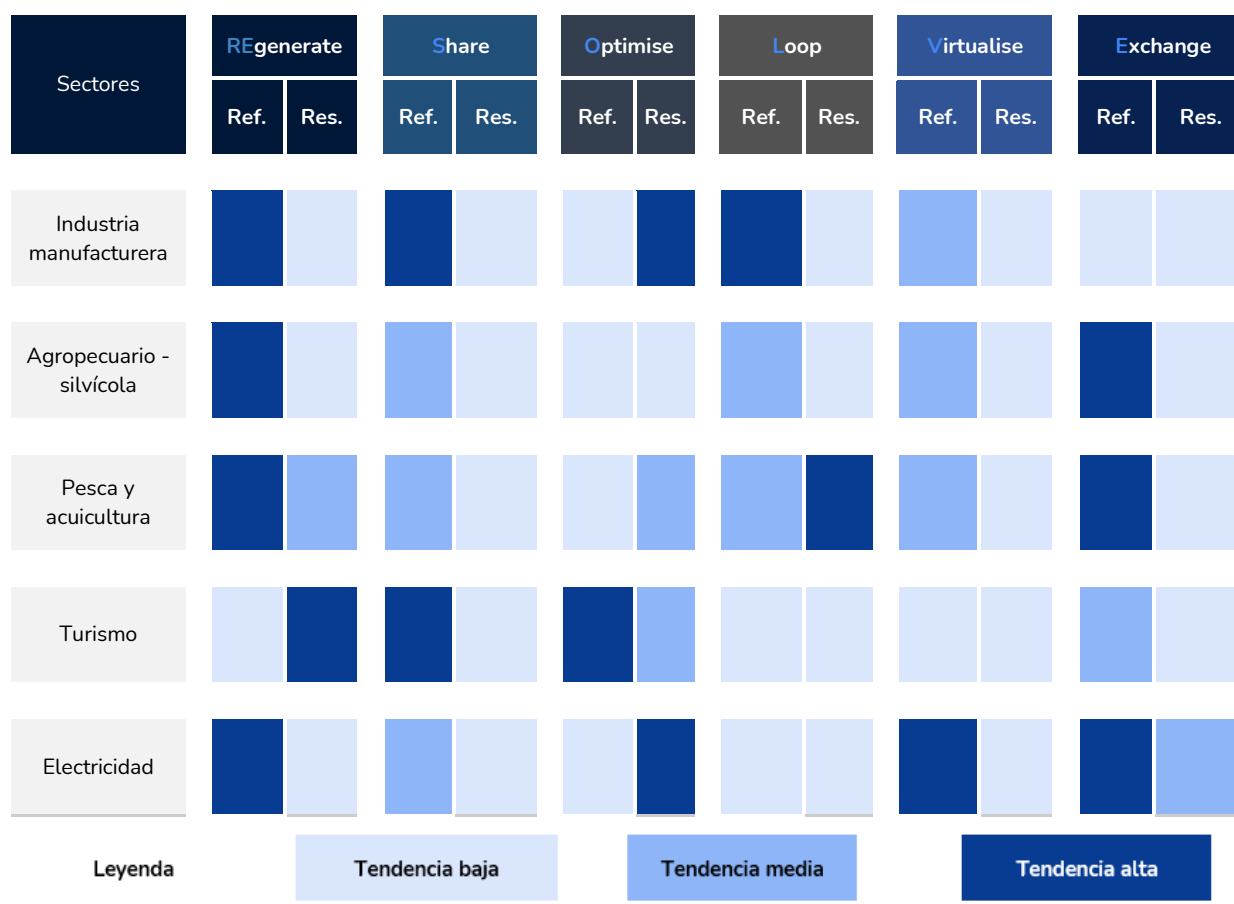 Sectores
REgenerate
Share
Optimise
Loop
Virtualise
Exchange
Ref.
Res.
Ref.
Res.
Ref.
Res.
Ref.
Res.
Ref.
Res.
Ref.
Res.
Industria
manufacturera
Agropecuario -
silvícola
Pesca y
acuicultura
Turismo
Electricidad
Leyenda
Tendencia baja
Tendencia media
Tendencia alta